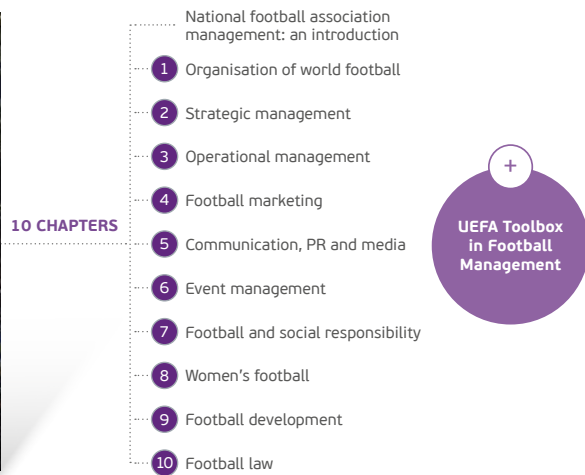 National football association
management: an introduction
1 Organisation of world football
2 Strategic management
3 Operational management
4 Football marketing
10 CHAPTERS
5 Communication, PR and media
6 Event management
7 Football and social responsibility
8 Women's football
9 Football development
10 Football law
+
UEFA Toolbox
in Football
Management